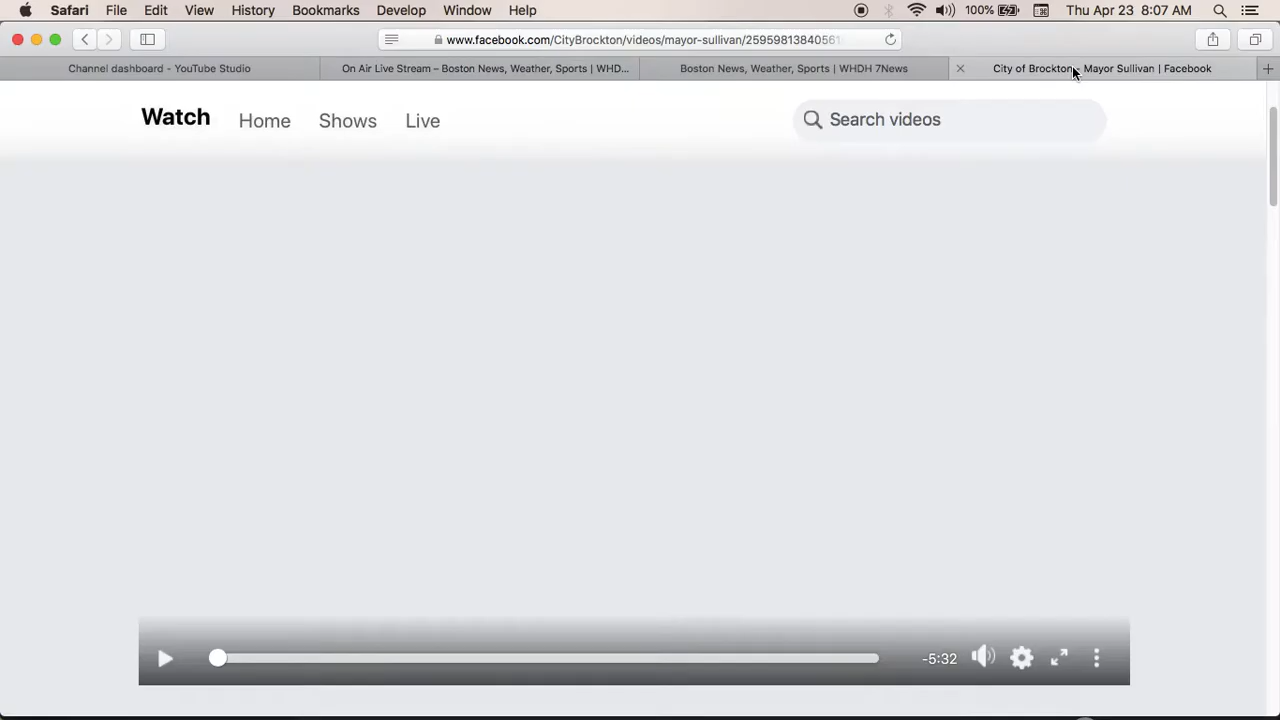 Safari File Edit View History Bookmarks Develop Window Help 100% Thu Apr 23 8:07 AM
www.facebook.com/CityBrockton/videos/mayor-sullivan/25959813840561
Channel dashboard - YouTube Studio On Air Live Stream – Boston News, Weather, Sports | WHD... Boston News, Weather, Sports | WHDH 7News City of Brockton - Mayor Sullivan | Facebook
Watch Home Shows Live Search videos
-5:32